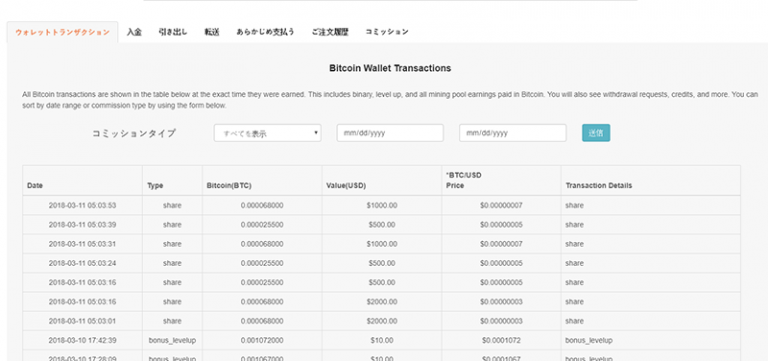 ウォレットトランザクション 入金 引き出し 転送 あらかじめ支払う ご注文履歴 コミッション
Bitcoin Wallet Transactions
All Bitcoin transactions are shown in the table below at the exact time they were earned. This includes binary, level up, and all mining pool earnings paid in Bitcoin. You will also see withdrawal requests, credits, and more. You can
sort by date range or commission type by using the form below.
コミッションタイプ すべてを表示 mm/dd/yyyy mm/dd/yyyy 送信
*BTC/USD
Date Type Bitcoin(BTC) Value(USD) Price Transaction Details
2018-03-11 05:03:53 share 0.000068000 $1000.00 $0.00000007 share
2018-03-11 05:03:39 share 0.000025500 $500.00 $0.00000005 share
2018-03-11 05:03:31 share 0.000068000 $1000.00 $0.00000007 share
2018-03-11 05:03:24 share 0.000025500 $500.00 $0.00000005 share
2018-03-11 05:03:16 share 0.000025500 $500.00 $0.00000005 share
2018-03-11 05:03:16 share 0.000068000 $2000.00 $0.00000003 share
2018-03-11 05:03:01 share 0.000068000 $2000.00 $0.00000003 share
2018-03-10 17:42:39 bonus_levelup 0.001072000 $10.00 $0.0001072 bonus_levelup
2018-03-10 17:28:09 bonus_levelup 0.001067000 $10.00 $0.0001067 bonus_levelup